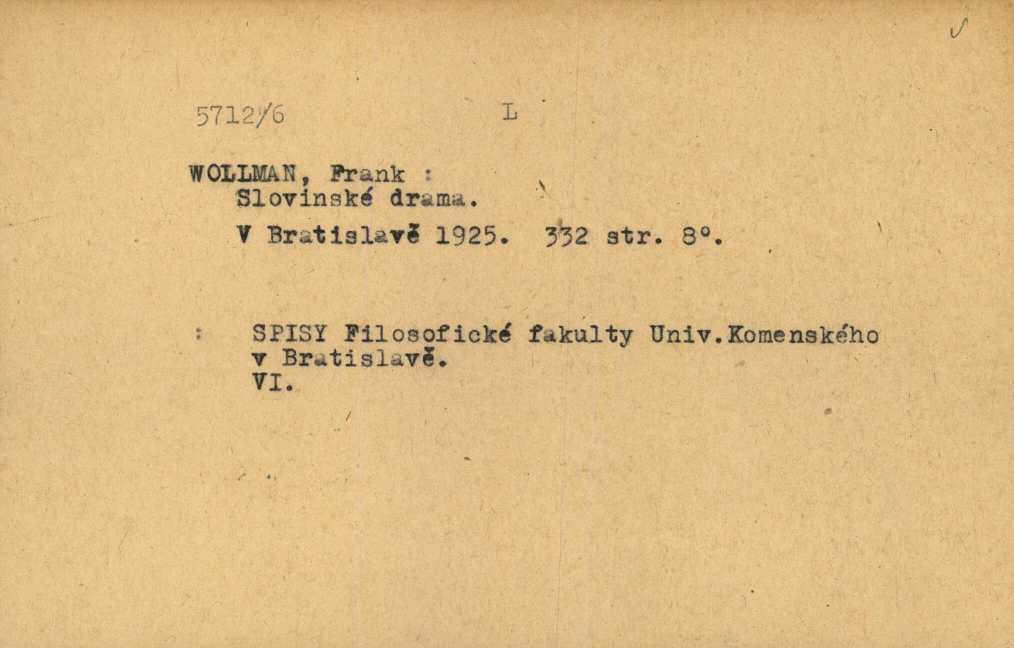 5712/6 L
WOLLMAN, Frank :
Slovinské drama.
V Bratislavě 1925. 332 str. 8°.
: SPISY Filosofické fakulty Univ.Komenského
v Bratislavě.
VI.